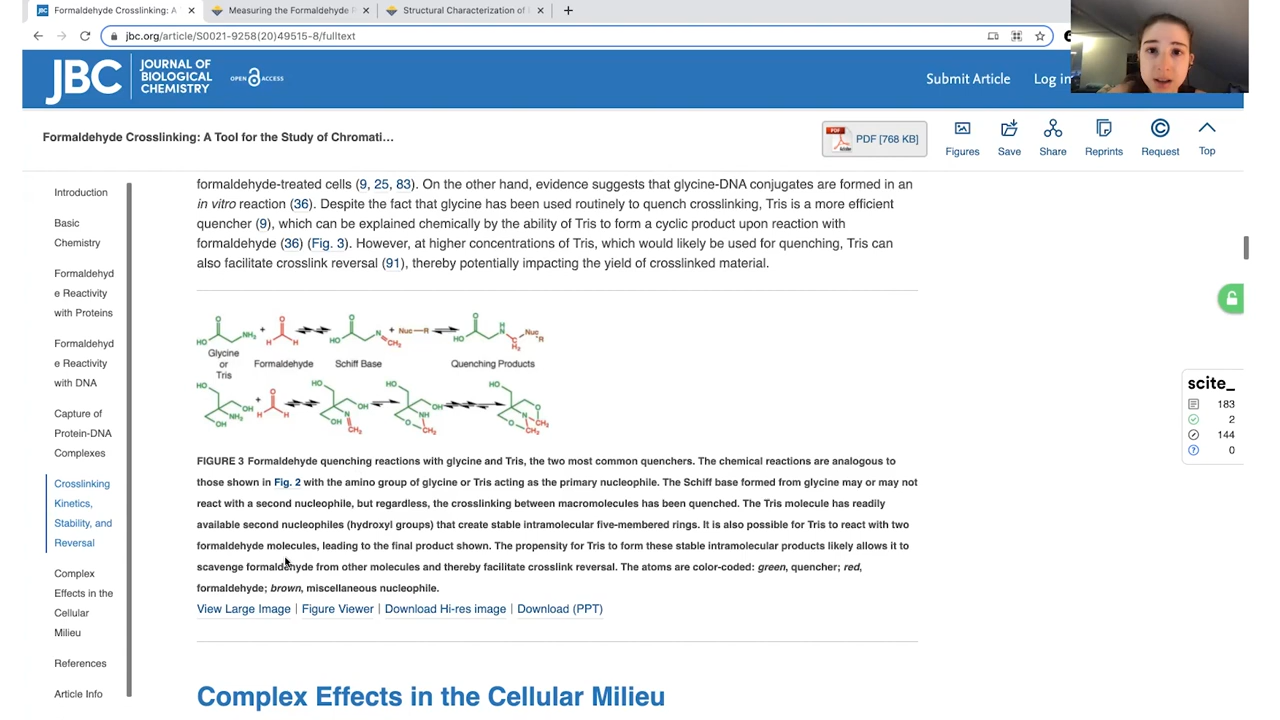 Formaldehyde Crosslinking: A
Measuring the Formaldehyde
Structural Characterization of
jbc.org/article/S0021-9258(20)49515-8/fulltext
JBC
JOURNAL OF
BIOLOGICAL
CHEMISTRY
OPEN ACCESS
Submit Article
Log in
Formaldehyde Crosslinking: A Tool for the Study of Chromati...
PDF [768 KB]
Figures
Save
Share
Reprints
Request
Top
Introduction
Basic
Chemistry
Formaldehyd
e Reactivity
with Proteins
Formaldehyd
e Reactivity
with DNA
Capture of
Protein-DNA
Complexes
Crosslinking
Kinetics,
Stability, and
Reversal
Complex
Effects in the
Cellular
Milieu
References
Article Info
formaldehyde-treated cells (9, 25, 83). On the other hand, evidence suggests that glycine-DNA conjugates are formed in an
in vitro reaction (36). Despite the fact that glycine has been used routinely to quench crosslinking, Tris is a more efficient
quencher (9), which can be explained chemically by the ability of Tris to form a cyclic product upon reaction with
formaldehyde (36) (Fig. 3). However, at higher concentrations of Tris, which would likely be used for quenching, Tris can
also facilitate crosslink reversal (91), thereby potentially impacting the yield of crosslinked material.
Glycine
or
Tris
Formaldehyde
Schiff Base
Quenching Products
FIGURE 3 Formaldehyde quenching reactions with glycine and Tris, the two most common quenchers. The chemical reactions are analogous to
those shown in Fig. 2 with the amino group of glycine or Tris acting as the primary nucleophile. The Schiff base formed from glycine may or may not
react with a second nucleophile, but regardless, the crosslinking between macromolecules has been quenched. The Tris molecule has readily
available second nucleophiles (hydroxyl groups) that create stable intramolecular five-membered rings. It is also possible for Tris to react with two
formaldehyde molecules, leading to the final product shown. The propensity for Tris to form these stable intramolecular products likely allows it to
scavenge formaldehyde from other molecules and thereby facilitate crosslink reversal. The atoms are color-coded: green, quencher; red,
formaldehyde; brown, miscellaneous nucleophile.
View Large Image | Figure Viewer | Download Hi-res image | Download (PPT)
Complex Effects in the Cellular Milieu
scite_
183
2
144
0